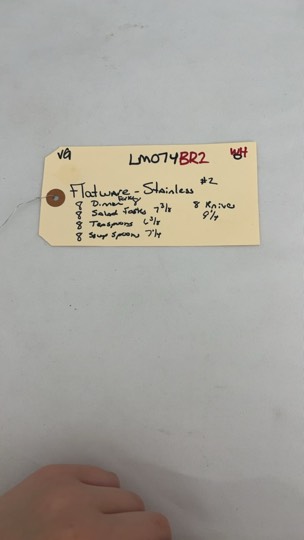 VG LM074BR2 WH
Flatware - Stainless #2
8 Dinner Forks
8 Salad Forks 7 3/8 8 Knives
8 Teaspoons 6 3/8 9 1/4
8 Soup Spoons 7 1/4